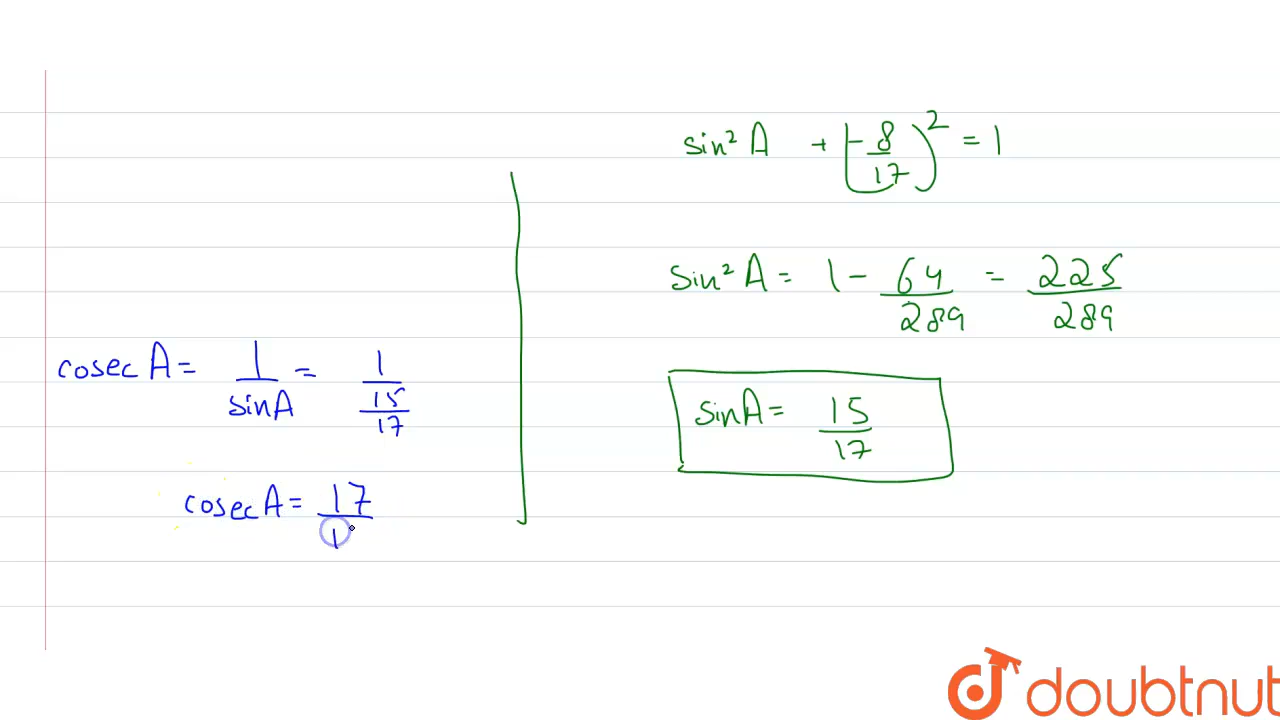 sin² A + (-8/17)² = 1
sin² A = 1 - 64/289 = 225/289
sin A = 15/17
cosec A = 1/sin A = 1/(15/17)
cosec A = 17/1
doubtnut